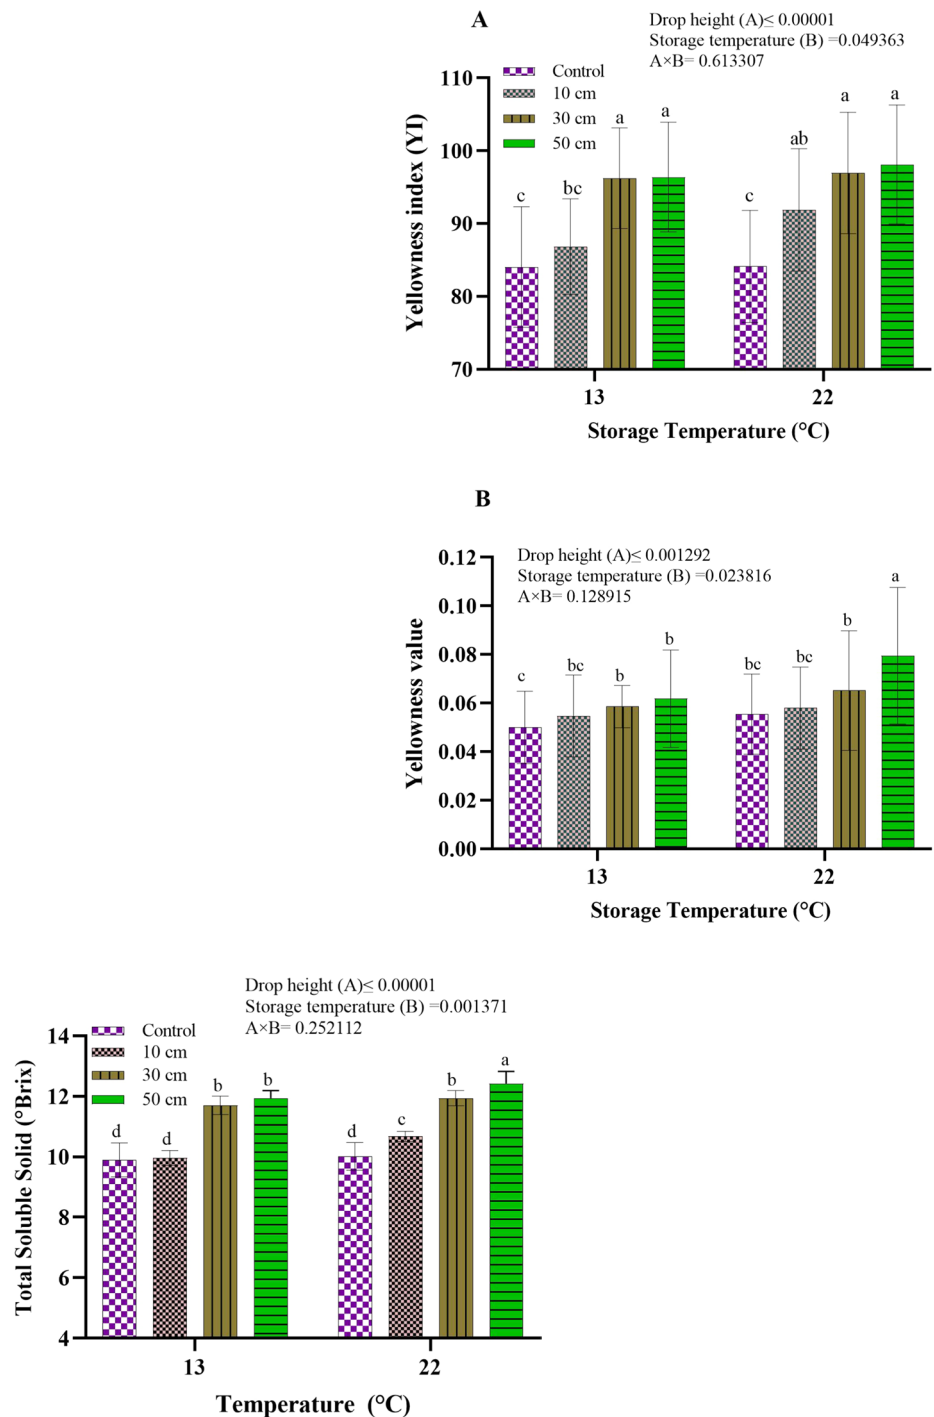 A
Drop height (A)≤ 0.00001
Storage temperature (B) =0.049363
A×B= 0.613307
Control
10 cm
30 cm
50 cm
110
100
90
80
70
Yellowness index (YI)
c
bc
a
a
c
ab
a
a
13
22
Storage Temperature (°C)
B
Drop height (A)≤ 0.001292
Storage temperature (B) =0.023816
A×B= 0.128915
0.12
0.10
0.08
0.06
0.04
0.02
0.00
Yellowness value
c
bc
b
b
bc
bc
b
a
13
22
Storage Temperature (°C)
Drop height (A)≤ 0.00001
Storage temperature (B) =0.001371
A×B= 0.252112
Control
10 cm
30 cm
50 cm
14
12
10
8
6
4
Total Soluble Solid (°Brix)
d
d
b
b
d
c
b
a
13
22
Temperature (°C)